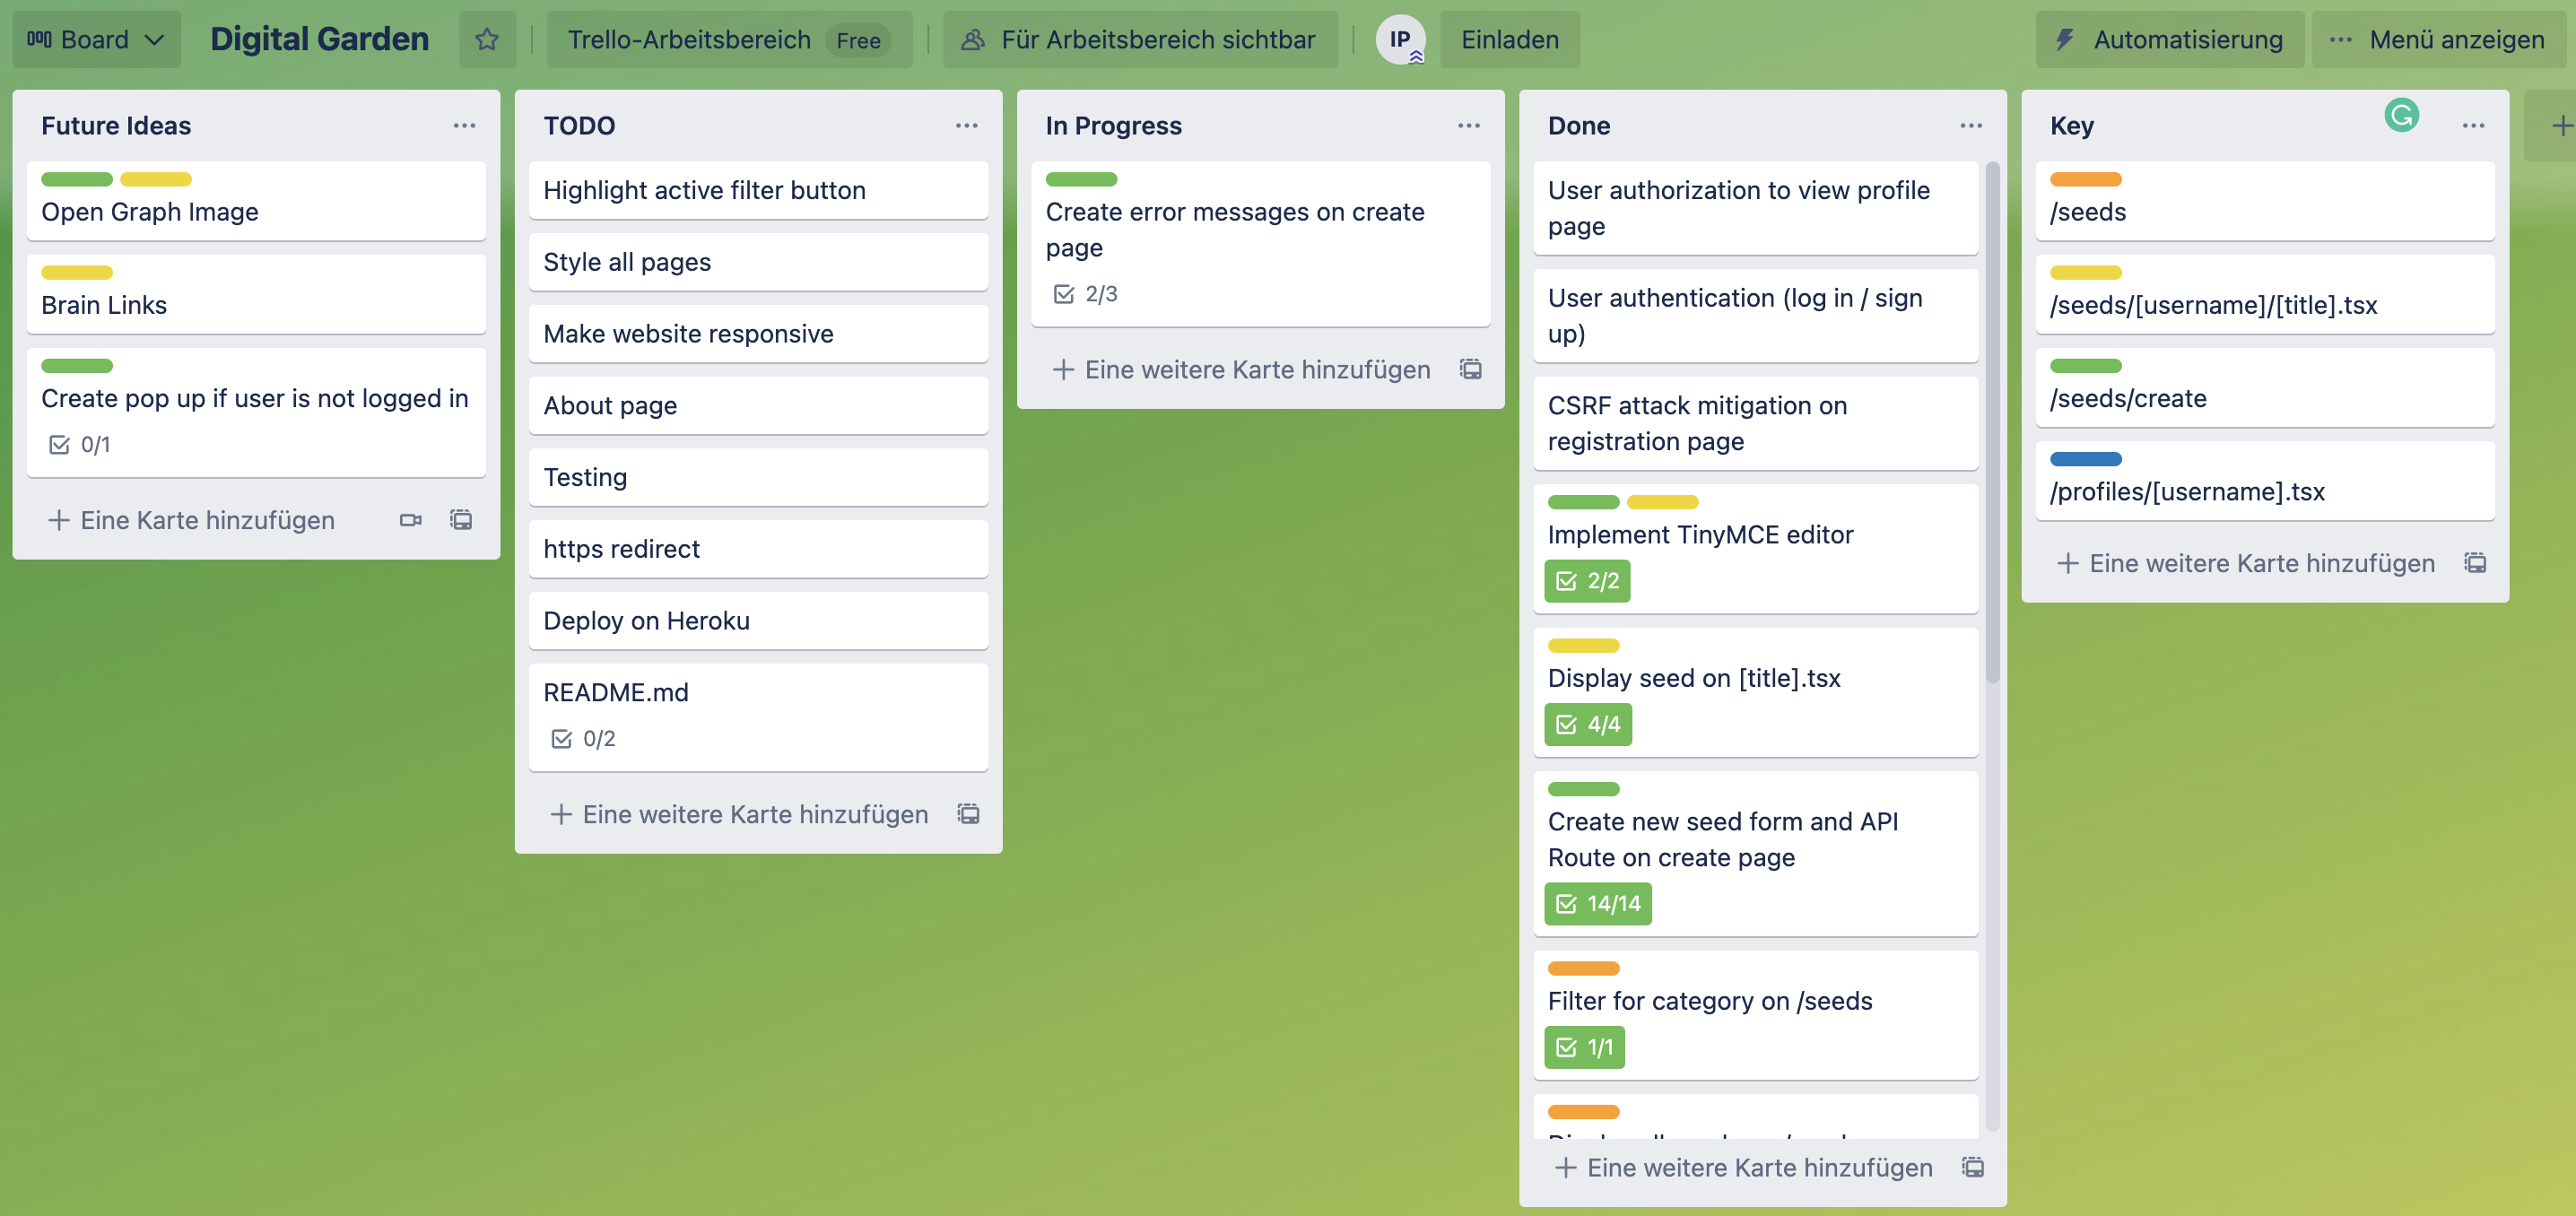 Board
Digital Garden
Trello-Arbeitsbereich Free
Für Arbeitsbereich sichtbar
IP
Einladen
Automatisierung
Menü anzeigen
Future Ideas
Open Graph Image
Brain Links
Create pop up if user is not logged in
0/1
Eine Karte hinzufügen
TODO
Highlight active filter button
Style all pages
Make website responsive
About page
Testing
https redirect
Deploy on Heroku
README.md
0/2
Eine weitere Karte hinzufügen
In Progress
Create error messages on create
page
2/3
Eine weitere Karte hinzufügen
Done
User authorization to view profile
page
User authentication (log in / sign
up)
CSRF attack mitigation on
registration page
Implement TinyMCE editor
2/2
Display seed on [title].tsx
4/4
Create new seed form and API
Route on create page
14/14
Filter for category on /seeds
1/1
Eine weitere Karte hinzufügen
Key
/seeds
/seeds/[username]/[title].tsx
/seeds/create
/profiles/[username].tsx
Eine weitere Karte hinzufügen